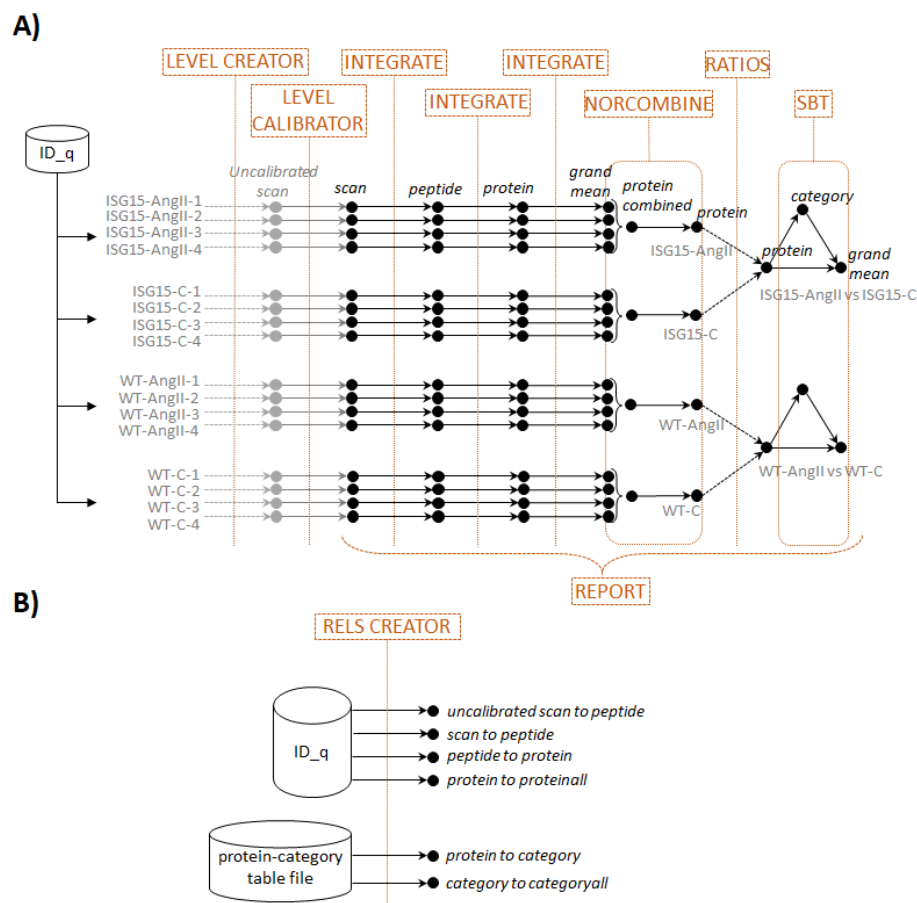 A)
LEVEL CREATOR
INTEGRATE
INTEGRATE
RATIOS
LEVEL
CALIBRATOR
INTEGRATE
NORCOMBINE
SBT
ID_q
Uncalibrated
scan
scan
peptide
protein
grand
mean
protein
combined
protein
category
protein
grand
mean
ISG15-AngII-1
ISG15-AngII-2
ISG15-AngII-3
ISG15-AngII-4
ISG15-AngII
ISG15-AngII vs ISG15-C
ISG15-C-1
ISG15-C-2
ISG15-C-3
ISG15-C-4
ISG15-C
WT-AngII-1
WT-AngII-2
WT-AngII-3
WT-AngII-4
WT-AngII
WT-AngII vs WT-C
WT-C-1
WT-C-2
WT-C-3
WT-C-4
WT-C
REPORT
B)
RELS CREATOR
ID_q
uncalibrated scan to peptide
scan to peptide
peptide to protein
protein to proteinall
protein-category
table file
protein to category
category to categoryall